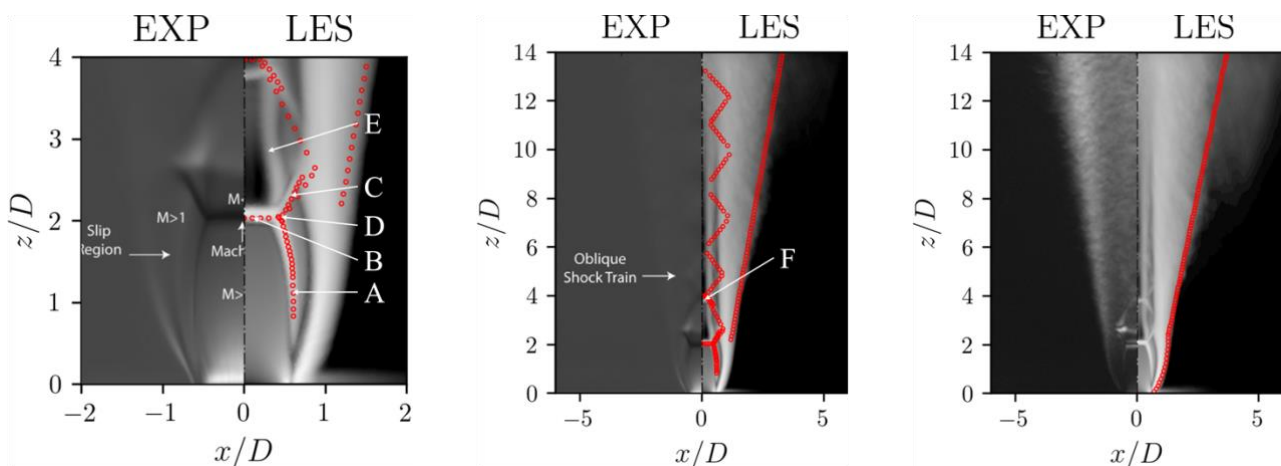 EXP LES
4
3
2
1
0
−2 −1 0 1 2
z/D
x/D
M>1
Slip
Region
M
Mach
M>
E
C
D
B
A
EXP LES
14
12
10
8
6
4
2
0
−5 0 5
z/D
x/D
Oblique
Shock Train
F
EXP LES
14
12
10
8
6
4
2
0
−5 0 5
z/D
x/D